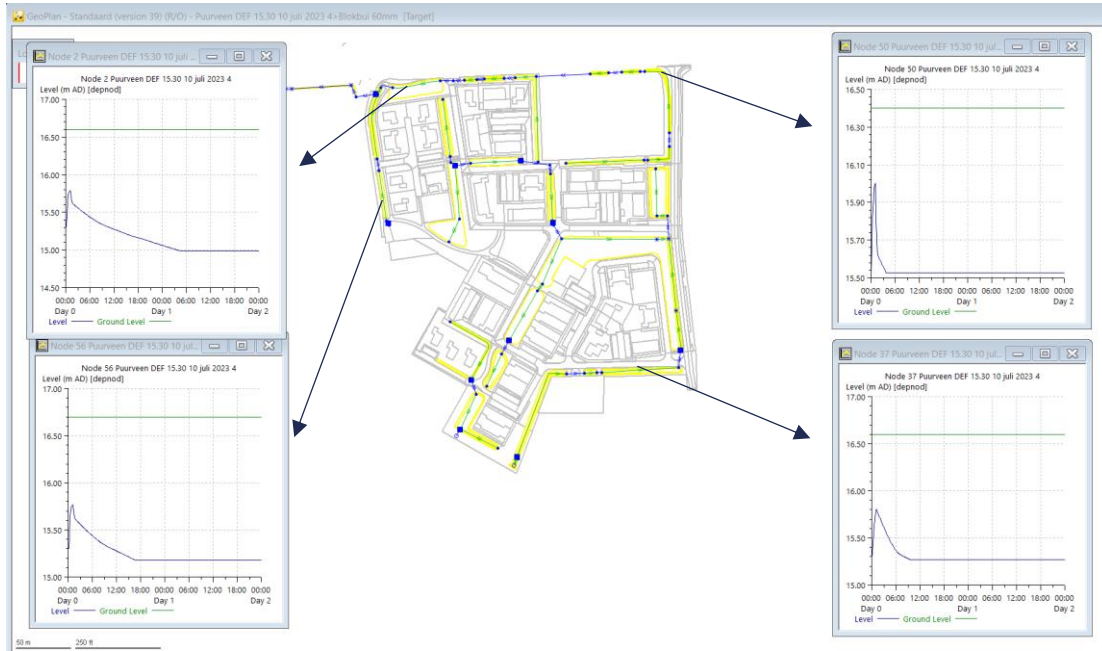 GeoPlan - Standaard (version 39) (R/O) - Puurveen DEF 15.30 10 juli 2023 4>Blokbui 60mm [Target]
Node 2 Puurveen DEF 15.30 10 juli ...
Node 2 Puurveen DEF 15.30 10 juli 2023 4
Level (m AD) [depnod]
17.00
16.50
16.00
15.50
15.00
14.50
00:00 06:00 12:00 18:00 00:00 06:00 12:00 18:00 00:00
Day 0 Day 1 Day 2
Level Ground Level
Node 50 Puurveen DEF 15.30 10 jul...
Node 50 Puurveen DEF 15.30 10 juli 2023 4
Level (m AD) [depnod]
16.50
16.30
16.10
15.90
15.70
15.50
00:00 06:00 12:00 18:00 00:00 06:00 12:00 18:00 00:00
Day 0 Day 1 Day 2
Level Ground Level
Node 56 Puurveen DEF 15.30 10 jul...
Node 56 Puurveen DEF 15.30 10 juli 2023 4
Level (m AD) [depnod]
17.00
16.50
16.00
15.50
15.00
00:00 06:00 12:00 18:00 00:00 06:00 12:00 18:00 00:00
Day 0 Day 1 Day 2
Level Ground Level
Node 37 Puurveen DEF 15.30 10 jul...
Node 37 Puurveen DEF 15.30 10 juli 2023 4
Level (m AD) [depnod]
17.00
16.50
16.00
15.50
15.00
00:00 06:00 12:00 18:00 00:00 06:00 12:00 18:00 00:00
Day 0 Day 1 Day 2
Level Ground Level
50 m 250 ft